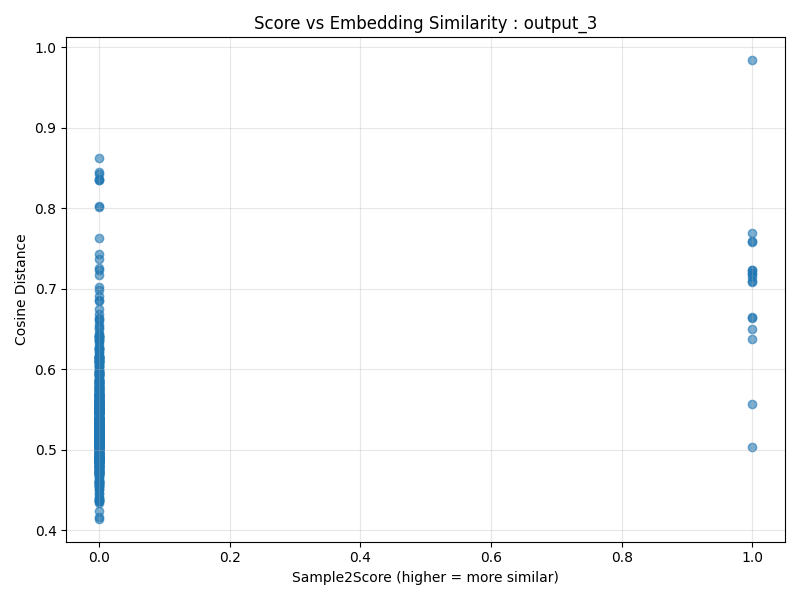 Score vs Embedding Similarity : output_3
1.0
0.9
0.8
0.7
0.6
0.5
0.4
Cosine Distance
0.0 0.2 0.4 0.6 0.8 1.0
Sample2Score (higher = more similar)